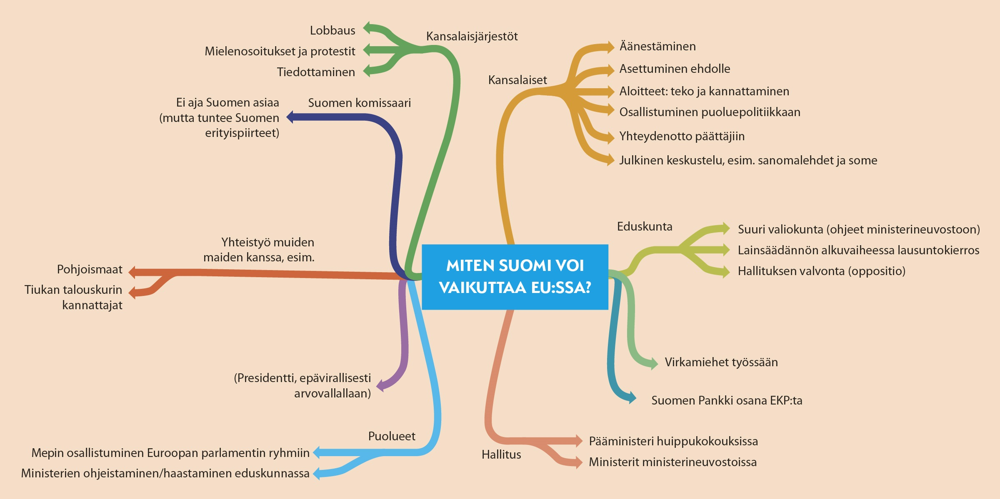 MITEN SUOMI VOI
VAIKUTTAA EU:SSA?
Kansalaisjärjestöt
Lobbaus
Mielenosoitukset ja protestit
Tiedottaminen
Suomen komissaari
Ei aja Suomen asiaa
(mutta tuntee Suomen
erityispiirteet)
Yhteistyö muiden
maiden kanssa, esim.
Pohjoismaat
Tiukan talouskurin
kannattajat
(Presidentti, epävirallisesti
arvovallallaan)
Puolueet
Mepin osallistuminen Euroopan parlamentin ryhmiin
Ministerien ohjeistaminen/haastaminen eduskunnassa
Kansalaiset
Äänestäminen
Asettuminen ehdolle
Aloitteet: teko ja kannattaminen
Osallistuminen puoluepolitiikkaan
Yhteydenotto päättäjiin
Julkinen keskustelu, esim. sanomalehdet ja some
Eduskunta
Suuri valiokunta (ohjeet ministerineuvostoon)
Lainsäädännön alkuvaiheessa lausuntokierros
Hallituksen valvonta (oppositio)
Virkamiehet työssään
Suomen Pankki osana EKP:ta
Hallitus
Pääministeri huippukokouksissa
Ministerit ministerineuvostoissa